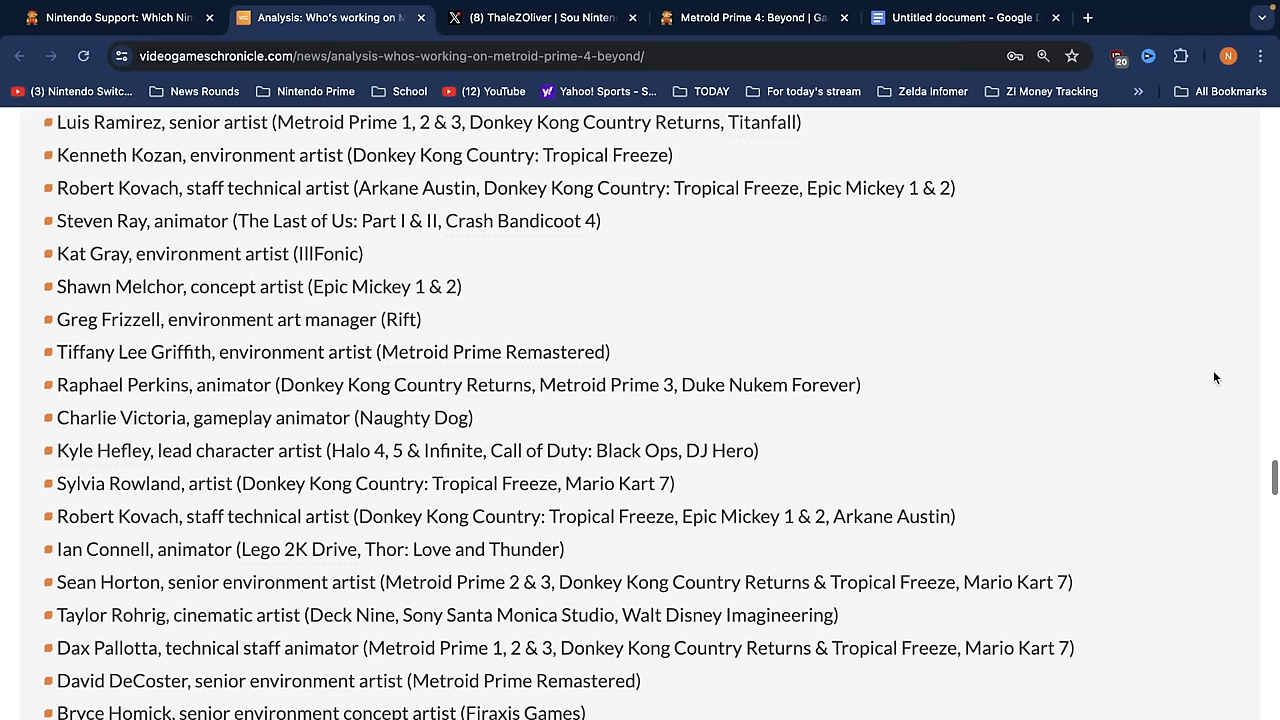 Nintendo Support: Which Nin
Analysis: Who's working on M
(8) ThaleZOliver | Sou Ninten
Metroid Prime 4: Beyond | Ga
Untitled document - Google D
videogameschronicle.com/news/analysis-whos-working-on-metroid-prime-4-beyond/
20
N
(3) Nintendo Switc...
News Rounds
Nintendo Prime
School
(12) YouTube
Yahoo! Sports - S...
TODAY
For today's stream
Zelda Infomer
ZI Money Tracking
All Bookmarks
Luis Ramirez, senior artist (Metroid Prime 1, 2 & 3, Donkey Kong Country Returns, Titanfall)
Kenneth Kozan, environment artist (Donkey Kong Country: Tropical Freeze)
Robert Kovach, staff technical artist (Arkane Austin, Donkey Kong Country: Tropical Freeze, Epic Mickey 1 & 2)
Steven Ray, animator (The Last of Us: Part I & II, Crash Bandicoot 4)
Kat Gray, environment artist (IllFonic)
Shawn Melchor, concept artist (Epic Mickey 1 & 2)
Greg Frizzell, environment art manager (Rift)
Tiffany Lee Griffith, environment artist (Metroid Prime Remastered)
Raphael Perkins, animator (Donkey Kong Country Returns, Metroid Prime 3, Duke Nukem Forever)
Charlie Victoria, gameplay animator (Naughty Dog)
Kyle Hefley, lead character artist (Halo 4, 5 & Infinite, Call of Duty: Black Ops, DJ Hero)
Sylvia Rowland, artist (Donkey Kong Country: Tropical Freeze, Mario Kart 7)
Robert Kovach, staff technical artist (Donkey Kong Country: Tropical Freeze, Epic Mickey 1 & 2, Arkane Austin)
Ian Connell, animator (Lego 2K Drive, Thor: Love and Thunder)
Sean Horton, senior environment artist (Metroid Prime 2 & 3, Donkey Kong Country Returns & Tropical Freeze, Mario Kart 7)
Taylor Rohrig, cinematic artist (Deck Nine, Sony Santa Monica Studio, Walt Disney Imagineering)
Dax Pallotta, technical staff animator (Metroid Prime 1, 2 & 3, Donkey Kong Country Returns & Tropical Freeze, Mario Kart 7)
David DeCoster, senior environment artist (Metroid Prime Remastered)
Bryce Homick, senior environment concept artist (Firaxis Games)